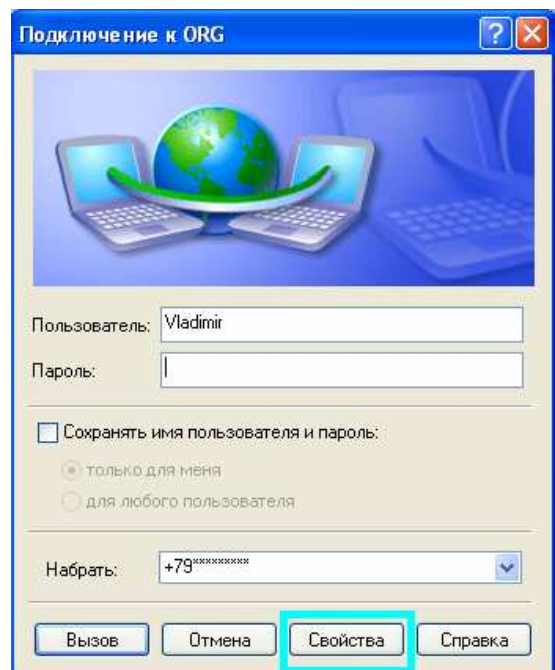 Подключение к ORG
Пользователь: Vladimir
Пароль:
Сохранять имя пользователя и пароль:
только для меня
для любого пользователя
Набрать: +79*********
Вызов Отмена Свойства Справка